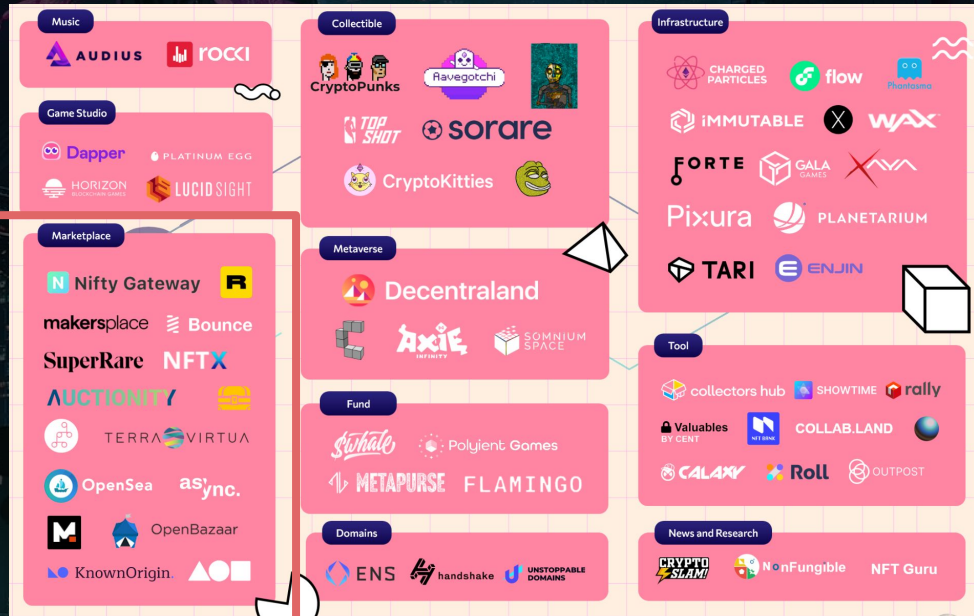 Music
AUDIUS
ROCKI
Game Studio
Dapper
PLATINUM EGG
HORIZON
BLOCKCHAIN GAMES
LUCID SIGHT
Marketplace
N Nifty Gateway
R
makersplace
Bounce
SuperRare
NFTX
AUCTIONITY
TERRA VIRTUA
OpenSea
async.
M
OpenBazaar
KnownOrigin.
Collectible
CryptoPunks
Aavegotchi
TOP
SHOT
sorare
CryptoKitties
Metaverse
Decentraland
AXIE
INFINITY
SOMNIUM
SPACE
Fund
$whale
Polyient Games
METAPURSE
FLAMINGO
Domains
ENS
handshake
UNSTOPPABLE
DOMAINS
Infrastructure
CHARGED
PARTICLES
flow
Phantasma
IMMUTABLE
X
WAX
FORTE
GALA
GAMES
XAYA
Pixura
PLANETARIUM
TARI
ENJIN
Tool
collectors hub
SHOWTIME
rally
Valuables
BY CENT
NFT BANK
COLLAB.LAND
GALAXY
Roll
OUTPOST
News and Research
CRYPTO
SLAM!
NonFungible
NFT Guru